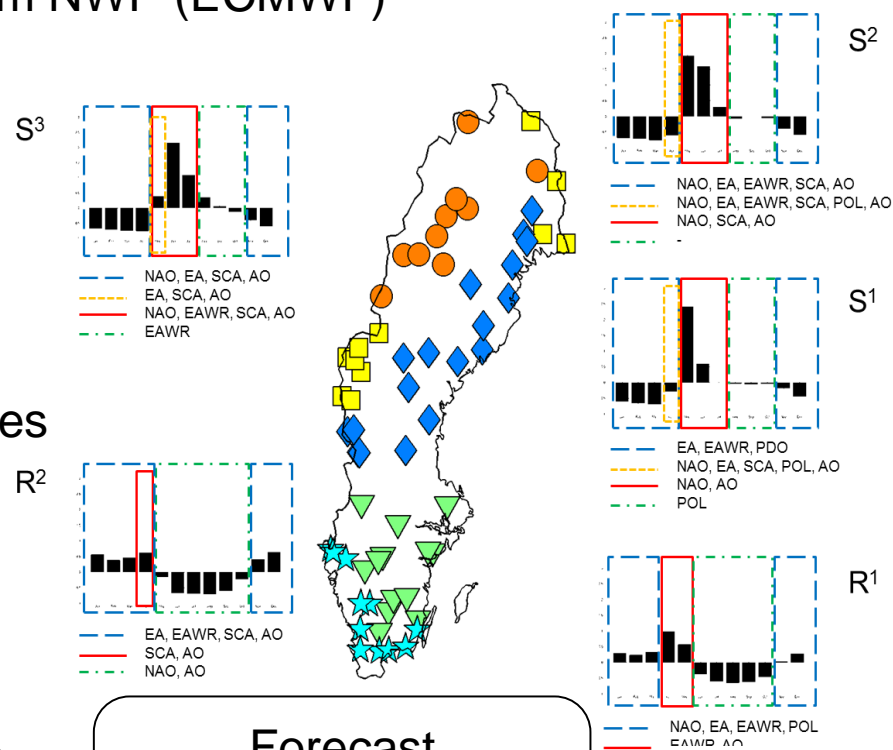 NWP (ECMWF)
S²
S³
NAO, EA, EAWR, SCA, AO
NAO, EA, EAWR, SCA, POL, AO
NAO, SCA, AO
-
NAO, EA, SCA, AO
EA, SCA, AO
NAO, EAWR, SCA, AO
EAWR
S¹
es
EA, EAWR, PDO
NAO, EA, SCA, POL, AO
NAO, AO
POL
R²
R¹
EA, EAWR, SCA, AO
SCA, AO
NAO, AO
NAO, EA, EAWR, POL
EAWR, AO
Forecast